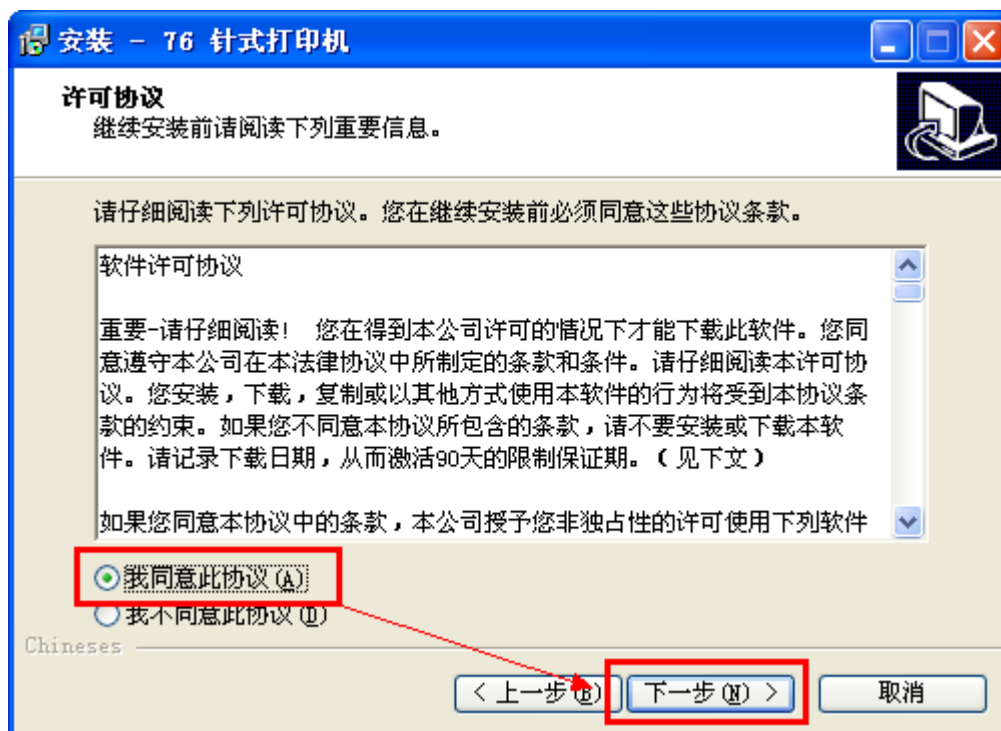 安装 - 76 针式打印机
许可协议
继续安装前请阅读下列重要信息。
请仔细阅读下列许可协议。您在继续安装前必须同意这些协议条款。
软件许可协议
重要-请仔细阅读! 您在得到本公司许可的情况下才能下载此软件。您同
意遵守本公司在本法律协议中所制定的条款和条件。请仔细阅读本许可协
议。您安装，下载，复制或以其他方式使用本软件的行为将受到本协议条
款的约束。如果您不同意本协议所包含的条款，请不要安装或下载本软
件。请记录下载日期，从而激活90天的限制保证期。(见下文)
如果您同意本协议中的条款，本公司授予您非独占性的许可使用下列软件
我同意此协议(A)
我不同意此协议(D)
Chineses
< 上一步(B)
下一步(N) >
取消